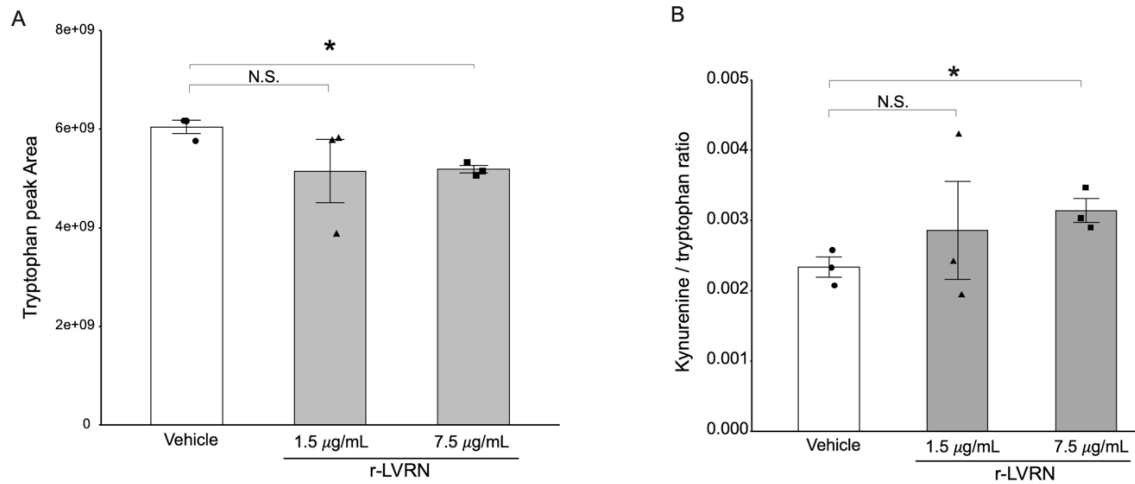 A
Tryptophan peak Area
8e+09
6e+09
4e+09
2e+09
0
*
N.S.
Vehicle
1.5 μg/mL
7.5 μg/mL
r-LVRN
B
Kynurenine / tryptophan ratio
0.005
0.004
0.003
0.002
0.001
0.000
*
N.S.
Vehicle
1.5 μg/mL
7.5 μg/mL
r-LVRN